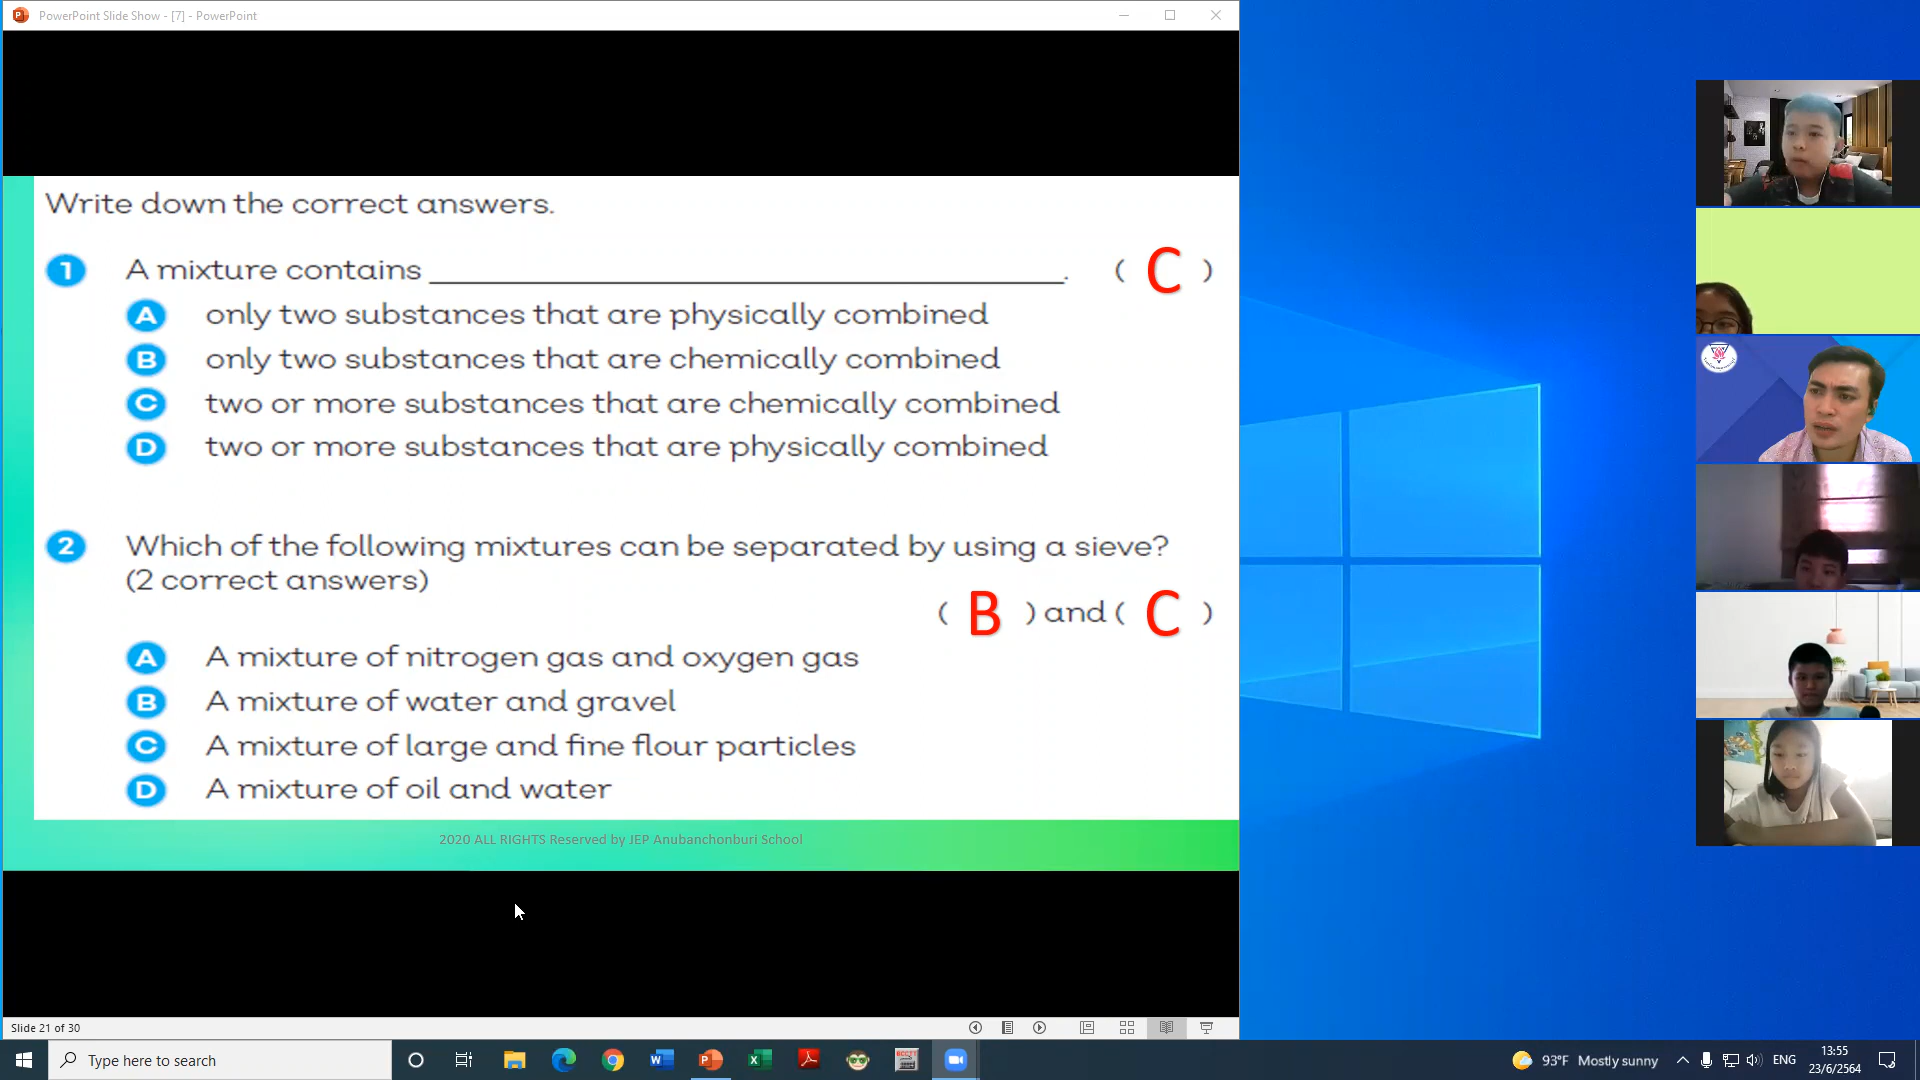 PowerPoint Slide Show - [7] - PowerPoint
Write down the correct answers.
1 A mixture contains ______________________________. ( C )
A only two substances that are physically combined
B only two substances that are chemically combined
C two or more substances that are chemically combined
D two or more substances that are physically combined
2 Which of the following mixtures can be separated by using a sieve?
(2 correct answers)
( B ) and ( C )
A A mixture of nitrogen gas and oxygen gas
B A mixture of water and gravel
C A mixture of large and fine flour particles
D A mixture of oil and water
2020 ALL RIGHTS Reserved by JEP Anubanchonburi School
Slide 21 of 30
Type here to search
93°F Mostly sunny
ENG
13:55
23/6/2564